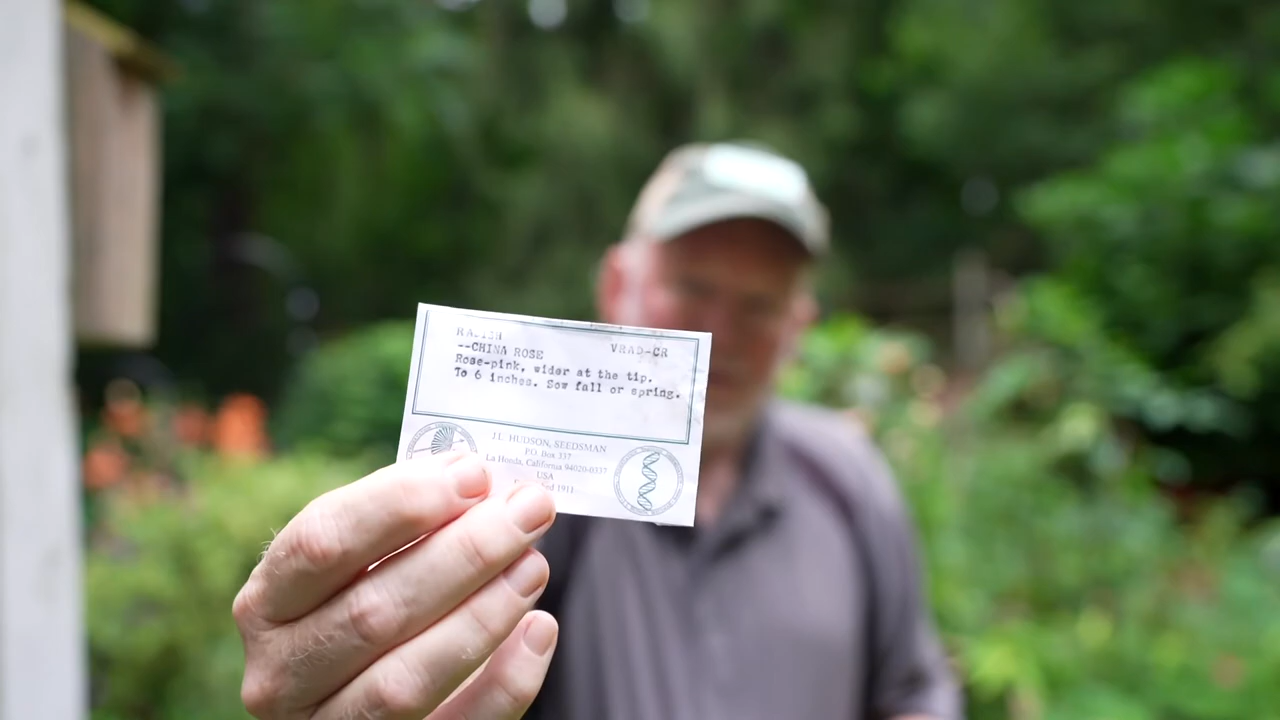 RADISH
--CHINA ROSE VRAD-CR
Rose-pink, wider at the tip.
To 6 inches. Sow fall or spring.
J.L. HUDSON, SEEDSMAN
P.O. Box 337
La Honda, California 94020-0337
USA
1911